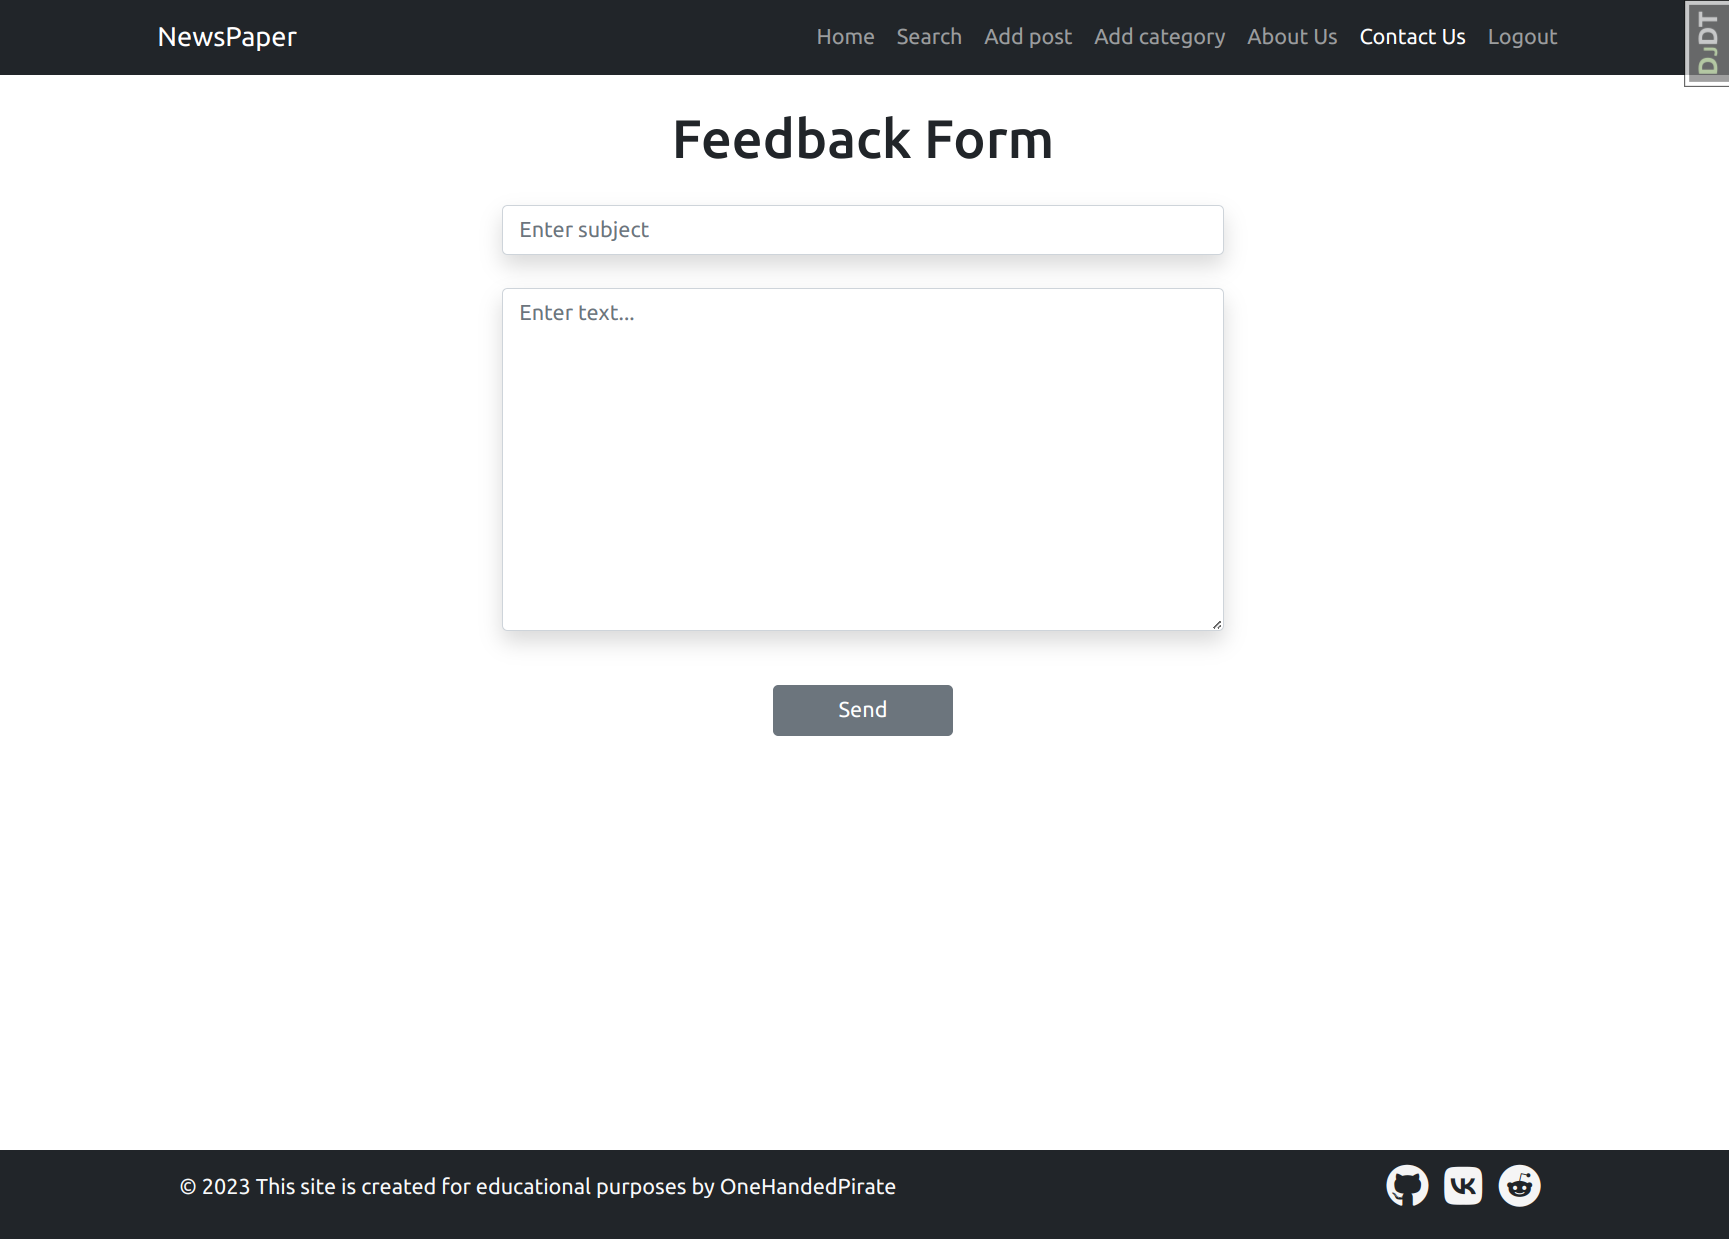 NewsPaper Home Search Add post Add category About Us Contact Us Logout
DjDT
Feedback Form
Enter subject
Enter text...
Send
© 2023 This site is created for educational purposes by OneHandedPirate